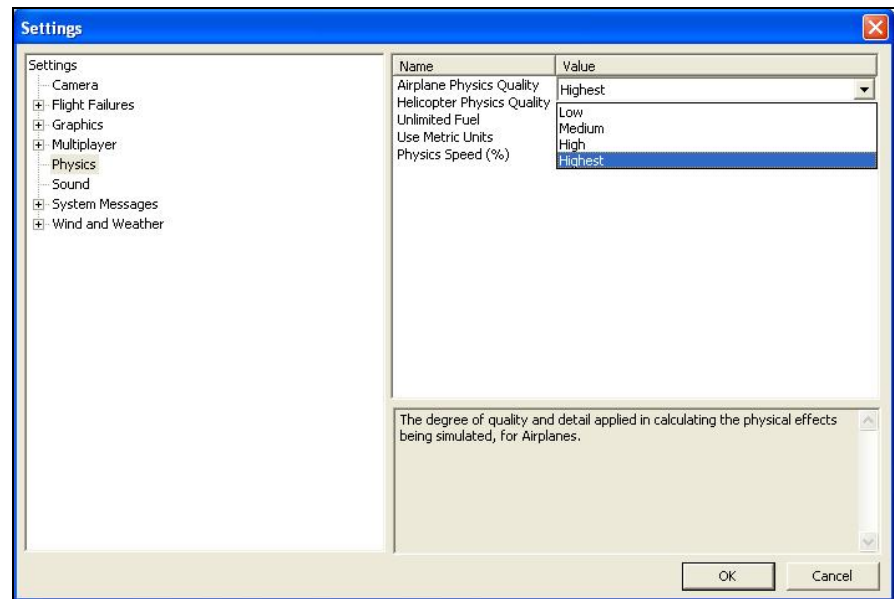 Settings
Settings
Camera
Flight Failures
Graphics
Multiplayer
Physics
Sound
System Messages
Wind and Weather
Name Value
Airplane Physics Quality Highest
Helicopter Physics Quality
Unlimited Fuel
Use Metric Units
Physics Speed (%)
Low
Medium
High
Highest
The degree of quality and detail applied in calculating the physical effects
being simulated, for Airplanes.
OK Cancel